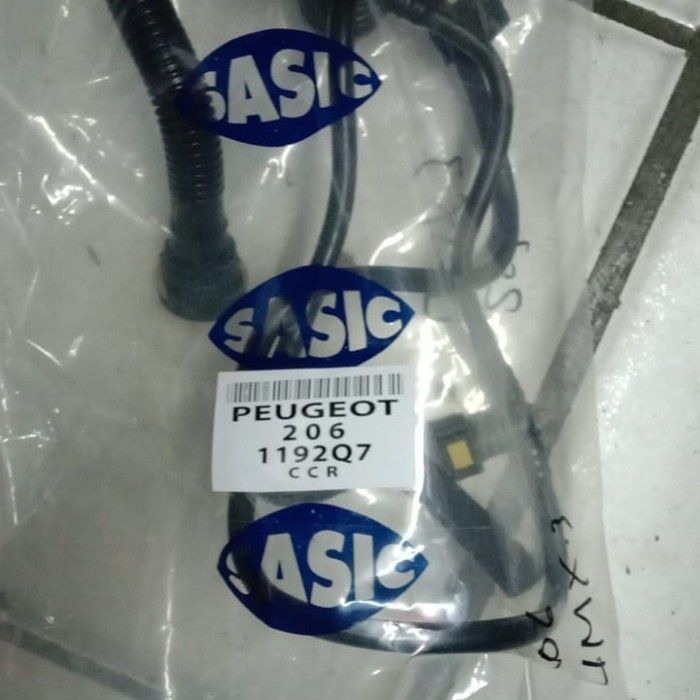 SASIC
SASIC
PEUGEOT
206
1192Q7
CCR
SASIC